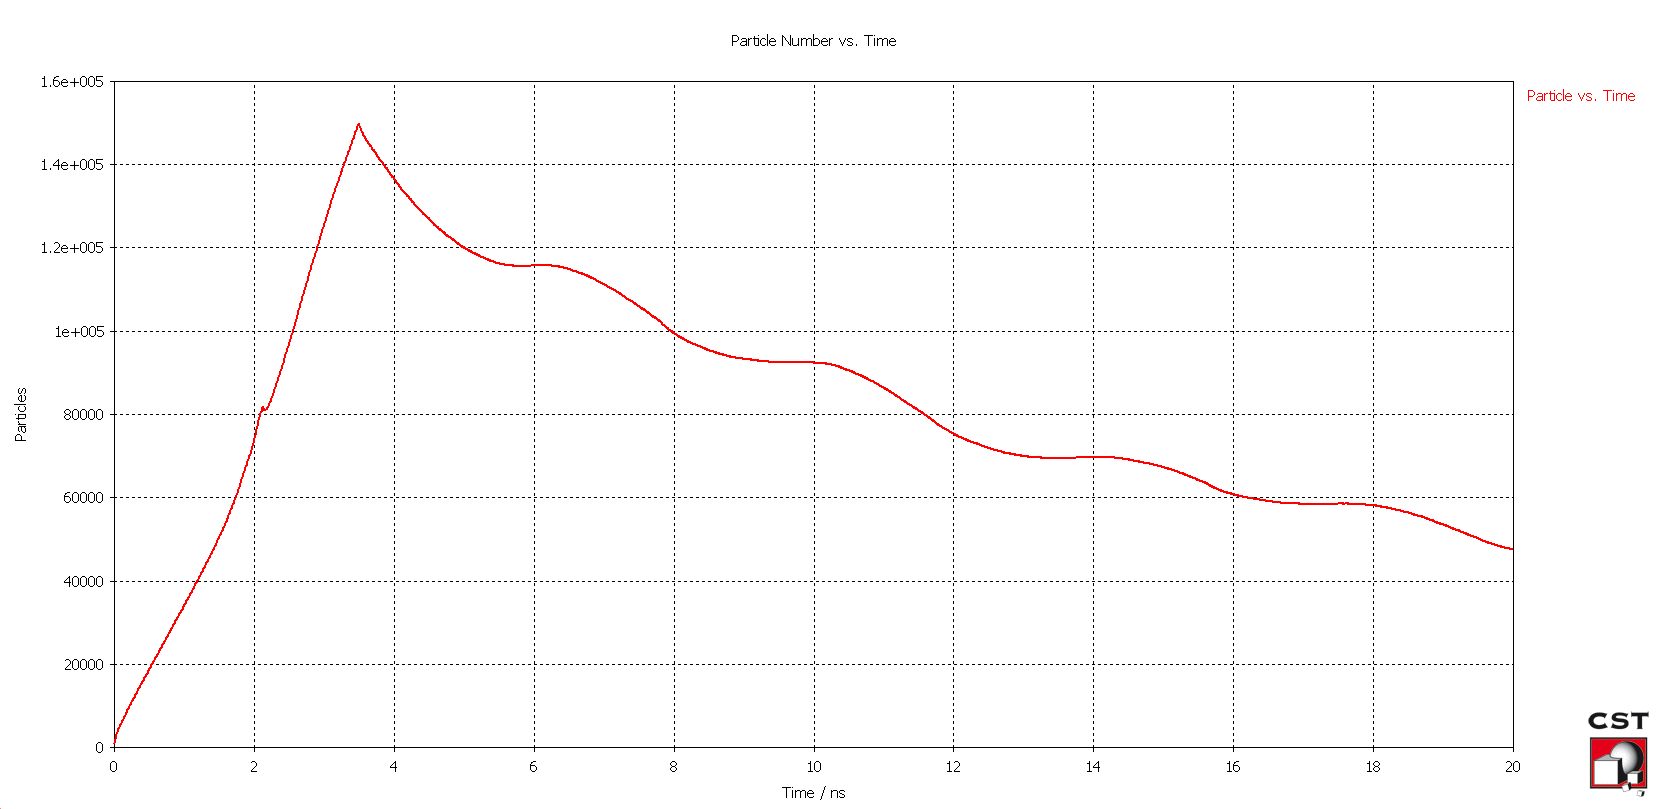 Particle Number vs. Time
1.6e+005
Particle vs. Time
1.4e+005
1.2e+005
1e+005
80000
60000
40000
20000
0
Particles
0 2 4 6 8 10 12 14 16 18 20
Time / ns
CST